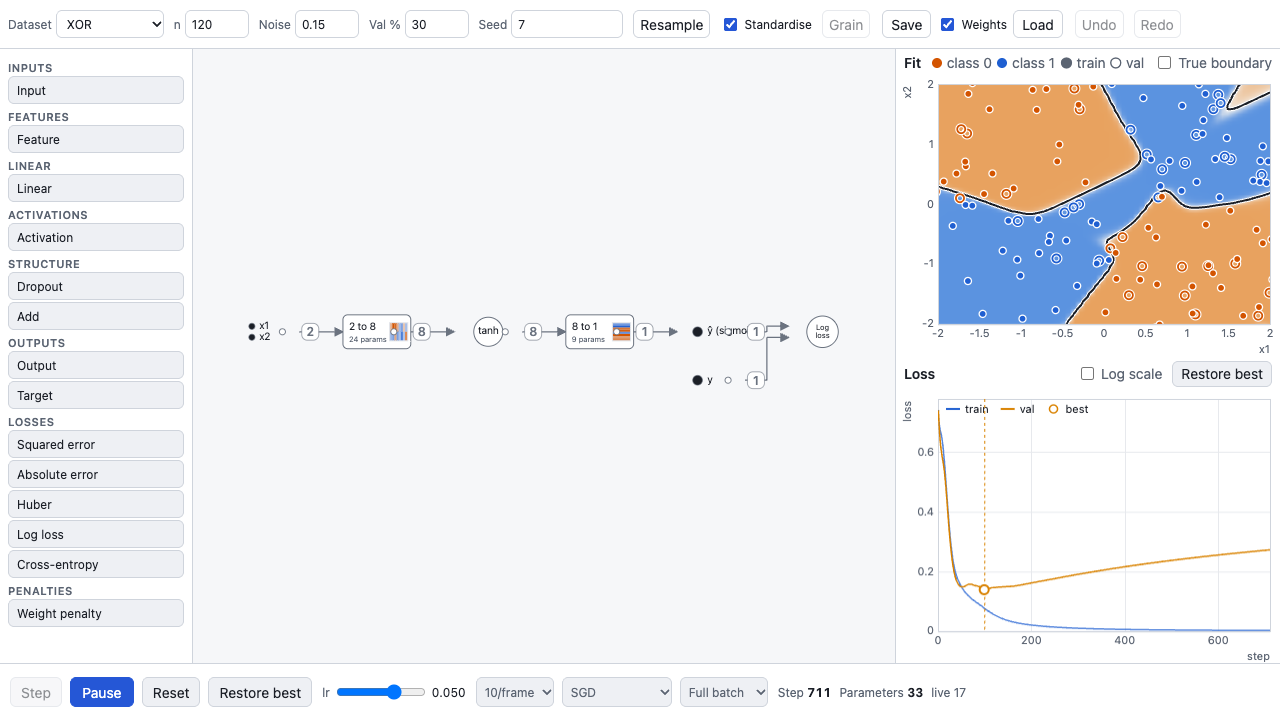 Dataset XOR n 120 Noise 0.15 Val % 30 Seed 7 Resample Standardise Grain Save Weights Load Undo Redo
INPUTS
Input
FEATURES
Feature
LINEAR
Linear
ACTIVATIONS
Activation
STRUCTURE
Dropout
Add
OUTPUTS
Output
Target
LOSSES
Squared error
Absolute error
Huber
Log loss
Cross-entropy
PENALTIES
Weight penalty
x1
x2
2
2 to 8
24 params
8
tanh
8
8 to 1
9 params
1
ŷ (sigmo
1
Log
loss
y
1
Fit class 0 class 1 train val True boundary
x2
2
1
0
-1
-2
-2 -1.5 -1 -0.5 0 0.5 1 1.5 2
x1
Loss Log scale Restore best
loss
train val best
0.6
0.4
0.2
0
0 200 400 600
step
Step Pause Reset Restore best lr 0.050 10/frame SGD Full batch Step 711 Parameters 33 live 17